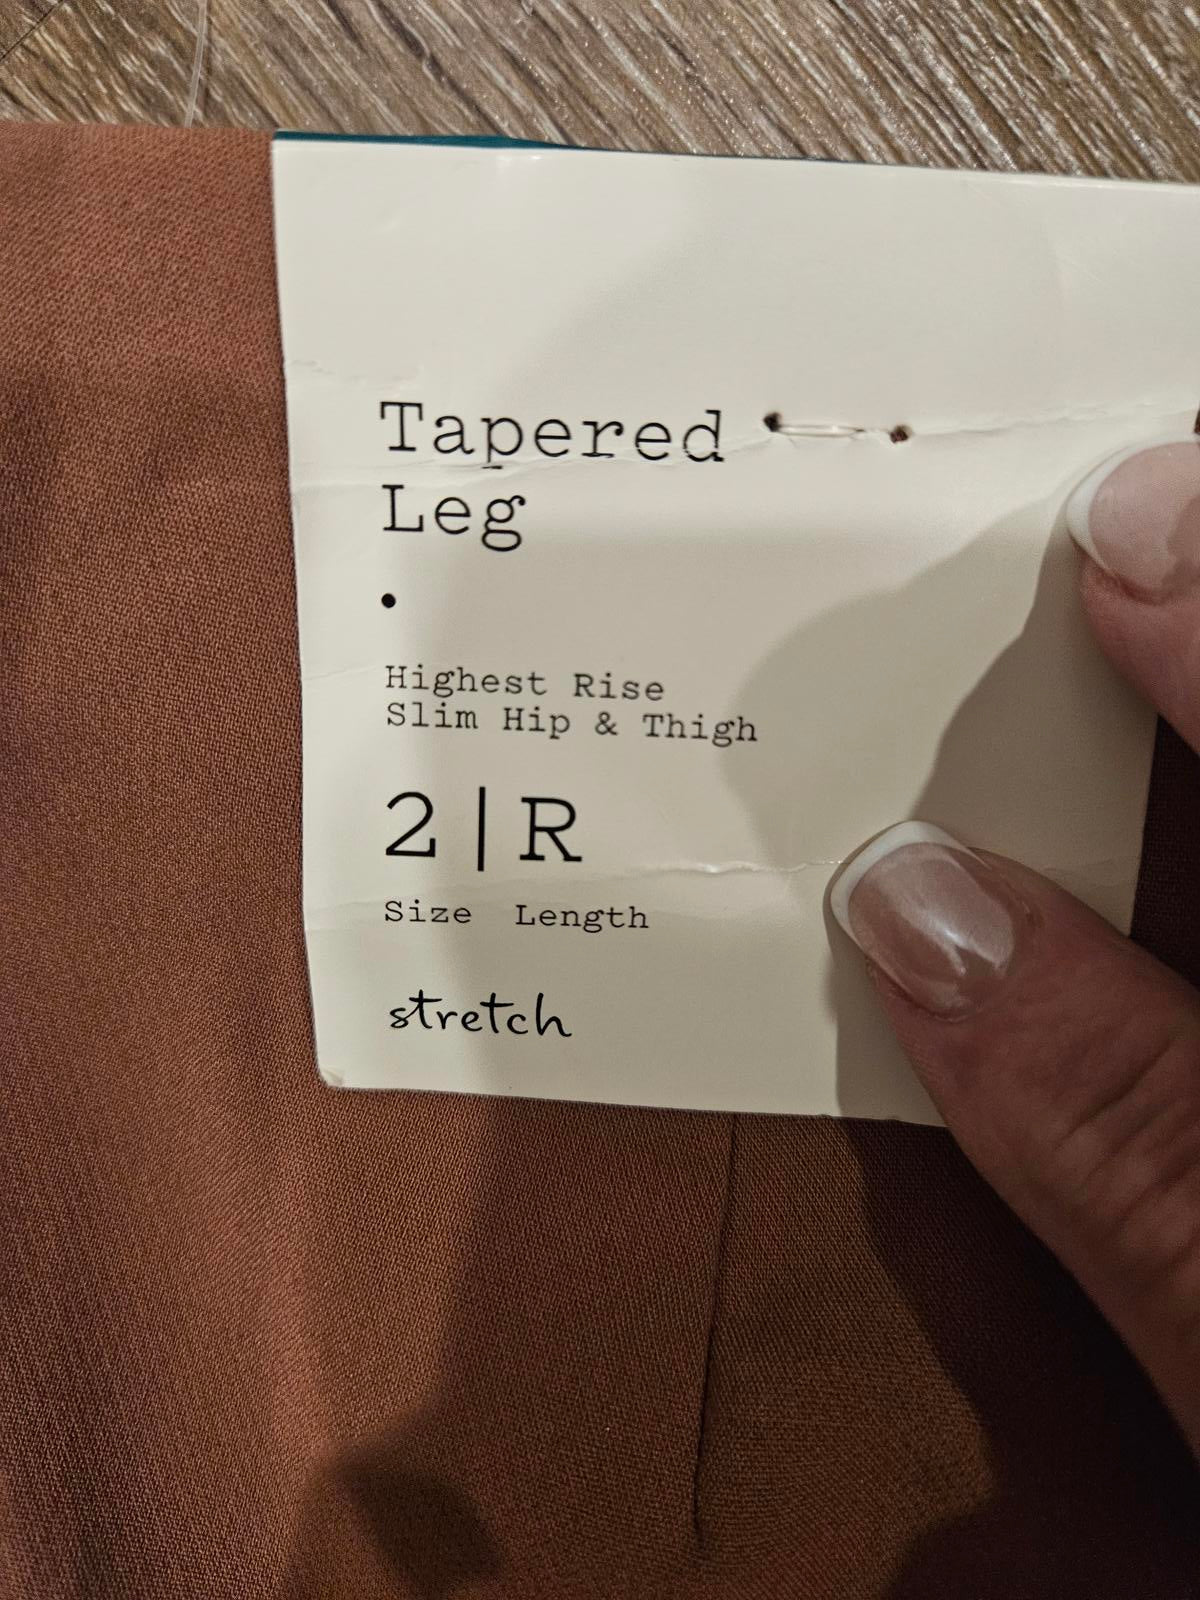 Tapered
Leg
•
Highest Rise
Slim Hip & Thigh
2|R
Size Length
stretch